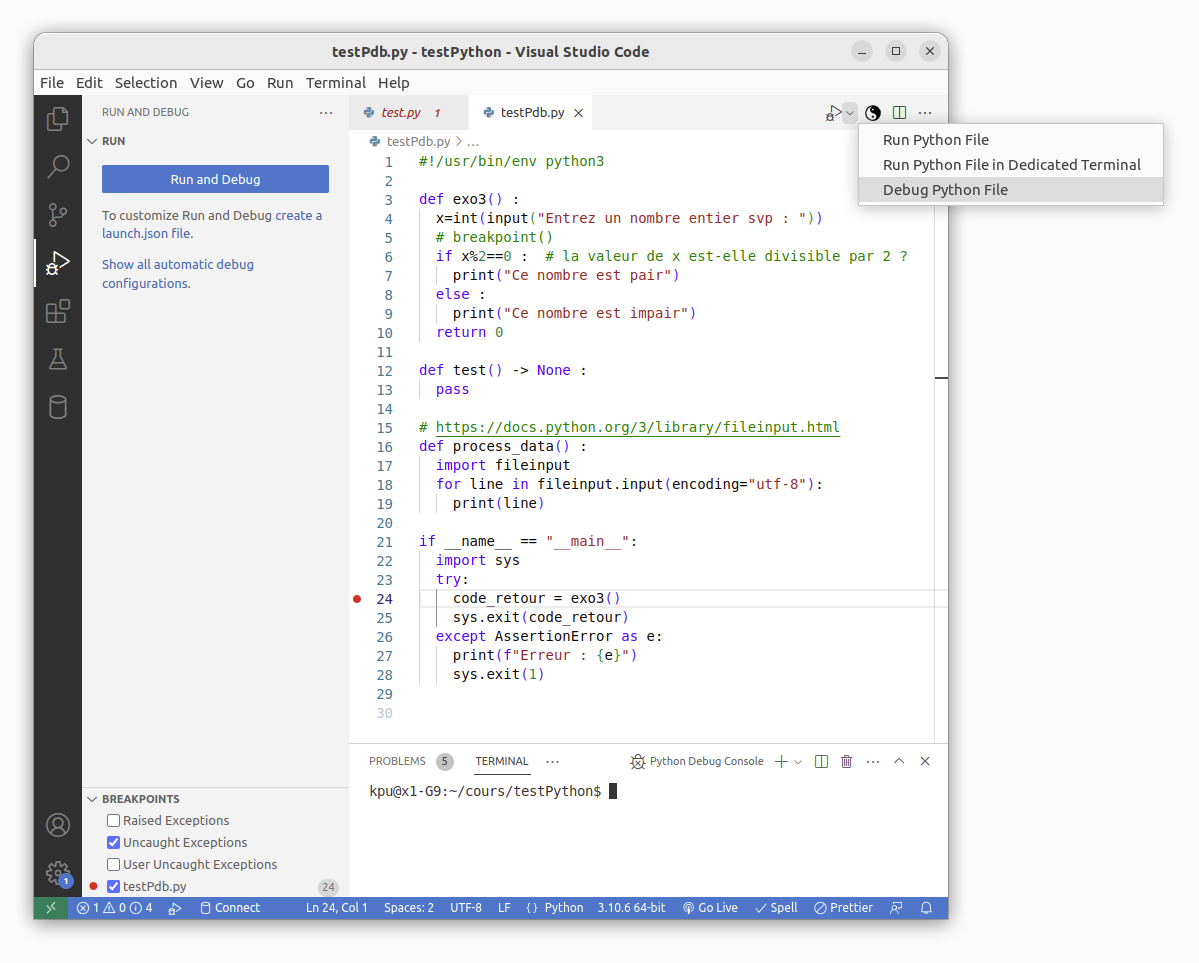 testPdb.py - testPython - Visual Studio Code
File Edit Selection View Go Run Terminal Help
RUN AND DEBUG ···
RUN
Run and Debug
To customize Run and Debug create a
launch.json file.
Show all automatic debug
configurations.
test.py 1
testPdb.py
Run Python File
Run Python File in Dedicated Terminal
Debug Python File
testPdb.py > ...
1 #!/usr/bin/env python3
2
3 def exo3() :
4 x=int(input("Entrez un nombre entier svp : "))
5 # breakpoint()
6 if x%2==0 :  # la valeur de x est-elle divisible par 2 ?
7 print("Ce nombre est pair")
8 else :
9 print("Ce nombre est impair")
10 return 0
11
12 def test() -> None :
13 pass
14
15 # https://docs.python.org/3/library/fileinput.html
16 def process_data() :
17 import fileinput
18 for line in fileinput.input(encoding="utf-8"):
19 print(line)
20
21 if __name__ == "__main__":
22 import sys
23 try:
24 code_retour = exo3()
25 sys.exit(code_retour)
26 except AssertionError as e:
27 print(f"Erreur : {e}")
28 sys.exit(1)
29
30
PROBLEMS 5 TERMINAL ··· Python Debug Console
kpu@x1-G9:~/cours/testPython$
BREAKPOINTS
Raised Exceptions
Uncaught Exceptions
User Uncaught Exceptions
testPdb.py 24
1
1 0 4 Connect Ln 24, Col 1 Spaces: 2 UTF-8 LF {} Python 3.10.6 64-bit Go Live Spell Prettier